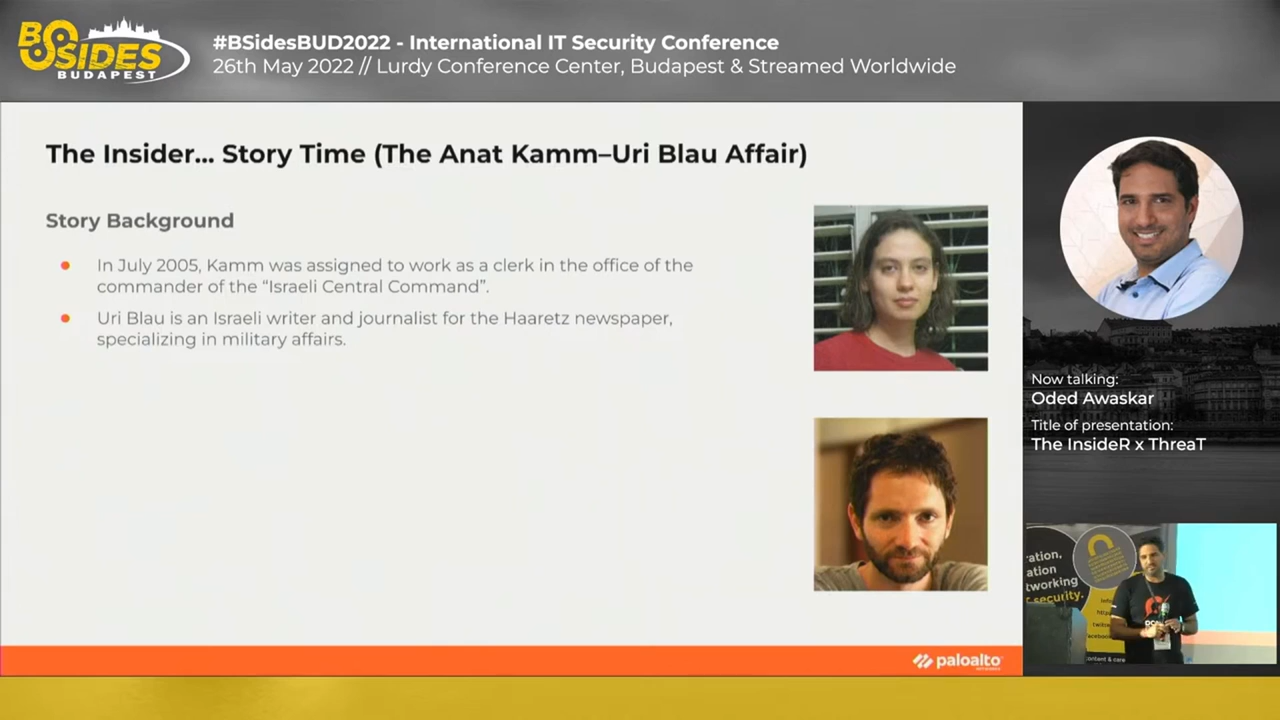 BSIDES
BUDAPEST
#BSidesBUD2022 - International IT Security Conference
26th May 2022 // Lurdy Conference Center, Budapest & Streamed Worldwide
The Insider... Story Time (The Anat Kamm–Uri Blau Affair)
Story Background
In July 2005, Kamm was assigned to work as a clerk in the office of the
commander of the “Israeli Central Command”.
Uri Blau is an Israeli writer and journalist for the Haaretz newspaper,
specializing in military affairs.
paloalto
NETWORKS
Now talking:
Oded Awaskar
Title of presentation:
The InsideR x ThreaT
ation,
tworking
security.